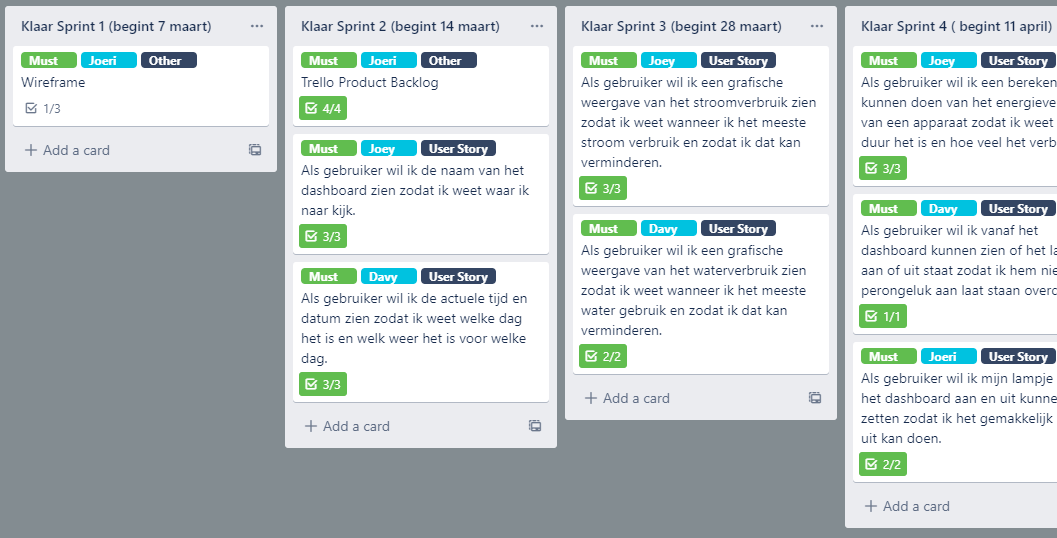 Klaar Sprint 1 (begint 7 maart)
Must Joeri Other
Wireframe
1/3
Add a card
Klaar Sprint 2 (begint 14 maart)
Must Joeri Other
Trello Product Backlog
4/4
Must Joey User Story
Als gebruiker wil ik de naam van het
dashboard zien zodat ik weet waar ik
naar kijk.
3/3
Must Davy User Story
Als gebruiker wil ik de actuele tijd en
datum zien zodat ik weet welke dag
het is en welk weer het is voor welke
dag.
3/3
Add a card
Klaar Sprint 3 (begint 28 maart)
Must Joey User Story
Als gebruiker wil ik een grafische
weergave van het stroomverbruik zien
zodat ik weet wanneer ik het meeste
stroom verbruik en zodat ik dat kan
verminderen.
3/3
Must Davy User Story
Als gebruiker wil ik een grafische
weergave van het waterverbruik zien
zodat ik weet wanneer ik het meeste
water gebruik en zodat ik dat kan
verminderen.
2/2
Add a card
Klaar Sprint 4 ( begint 11 april)
Must Joey User Story
Als gebruiker wil ik een bereken
kunnen doen van het energieve
van een apparaat zodat ik weet
duur het is en hoe veel het verb
3/3
Must Davy User Story
Als gebruiker wil ik vanaf het
dashboard kunnen zien of het la
aan of uit staat zodat ik hem nie
perongeluk aan laat staan overd
1/1
Must Joeri User Story
Als gebruiker wil ik mijn lampje
het dashboard aan en uit kunne
zetten zodat ik het gemakkelijk
uit kan doen.
2/2
Add a card